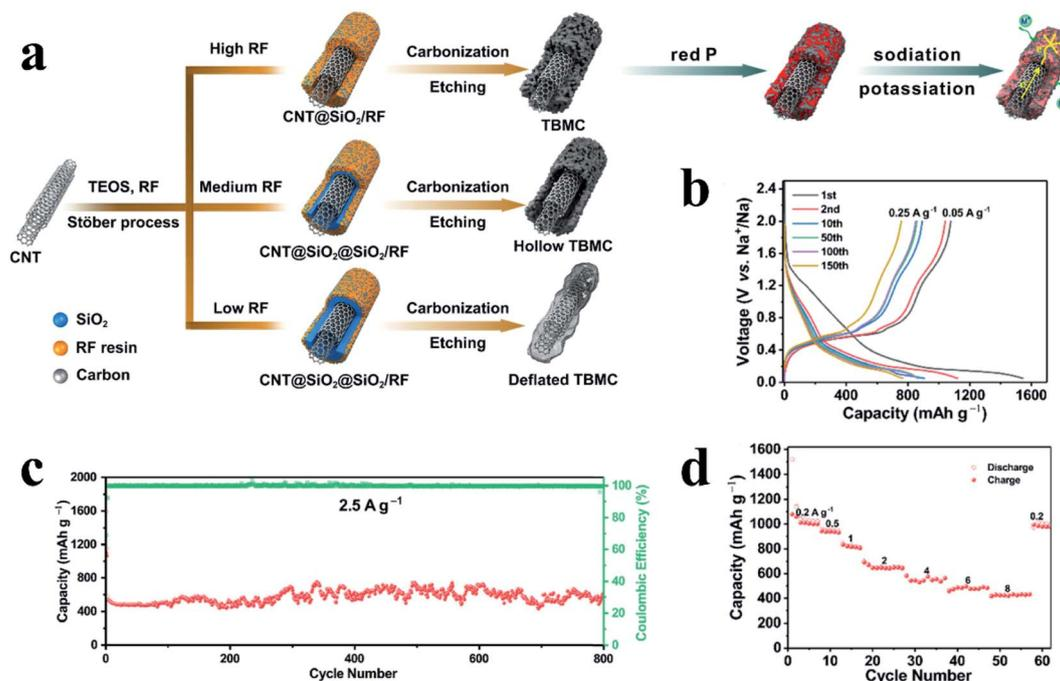 a
High RF
CNT@SiO₂/RF
Carbonization
Etching
TBMC
red P
sodiation
potassiation
M⁺
CNT
TEOS, RF
Stöber process
Medium RF
CNT@SiO₂@SiO₂/RF
Carbonization
Etching
Hollow TBMC
Low RF
CNT@SiO₂@SiO₂/RF
Carbonization
Etching
Deflated TBMC
SiO₂
RF resin
Carbon
b
Voltage (V vs. Na⁺/Na)
2.4
2.0
1.6
1.2
0.8
0.4
0.0
1st
2nd
10th
50th
100th
150th
0.25 A g⁻¹
0.05 A g⁻¹
0 400 800 1200 1600
Capacity (mAh g⁻¹)
c
Capacity (mAh g⁻¹)
2000
1600
1200
800
400
0
2.5 A g⁻¹
100
80
60
40
20
0
Coulombic Efficiency (%)
0 200 400 600 800
Cycle Number
d
Capacity (mAh g⁻¹)
1600
1400
1200
1000
800
600
400
200
0
Discharge
Charge
0.2 A g⁻¹
0.5
1
2
4
6
8
0.2
0 10 20 30 40 50 60
Cycle Number